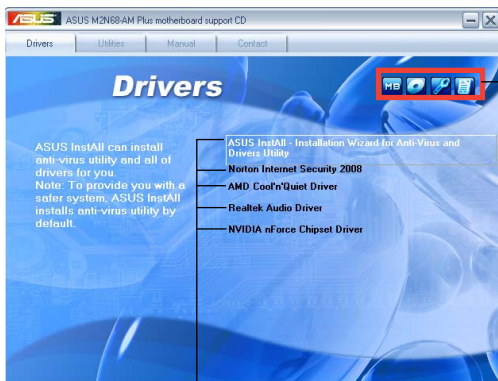 ASUS ASUS M2N68-AM Plus motherboard support CD
Drivers Utilities Manual Contact
Drivers
MB
ASUS InstAll can install
anti-virus utility and all of
drivers for you.
Note: To provide you with a
safer system, ASUS InstAll
installs anti-virus utility by
default.
ASUS InstAll - Installation Wizard for Anti-Virus and
Drivers Utility
Norton Internet Security 2008
AMD Cool'n'Quiet Driver
Realtek Audio Driver
NVIDIA nForce Chipset Driver